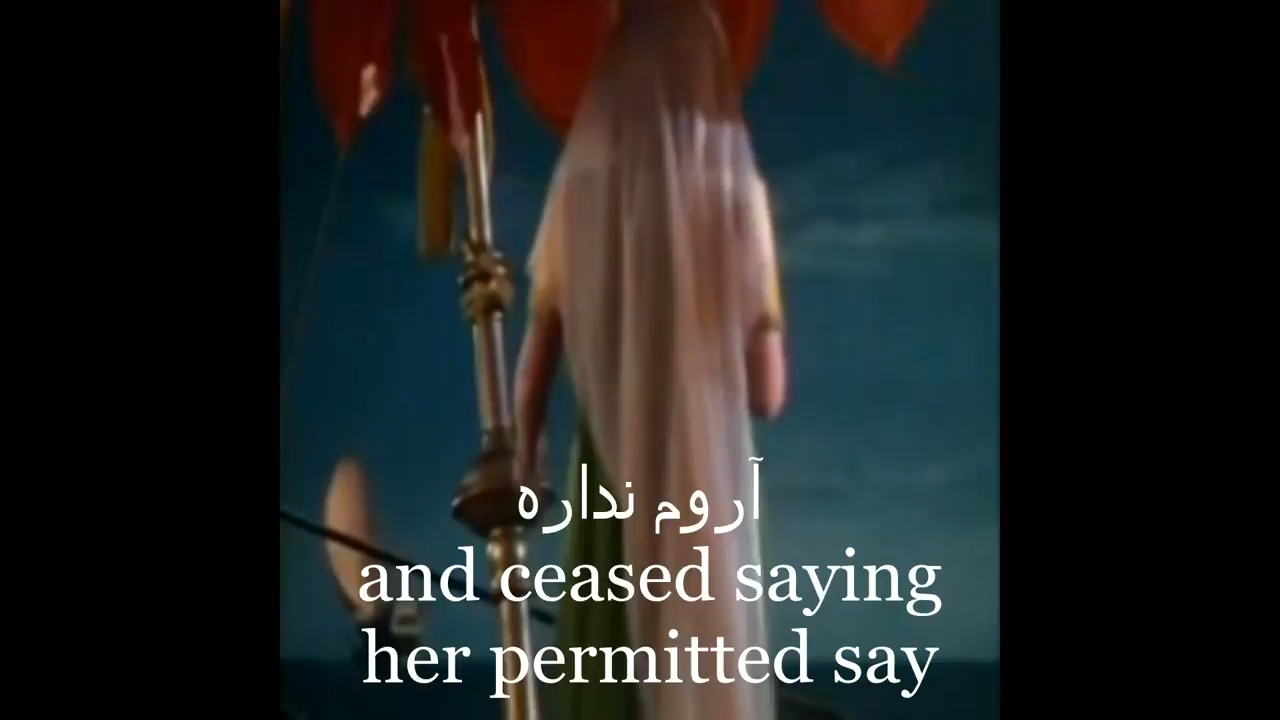 آروم نداره
and ceased saying
her permitted say